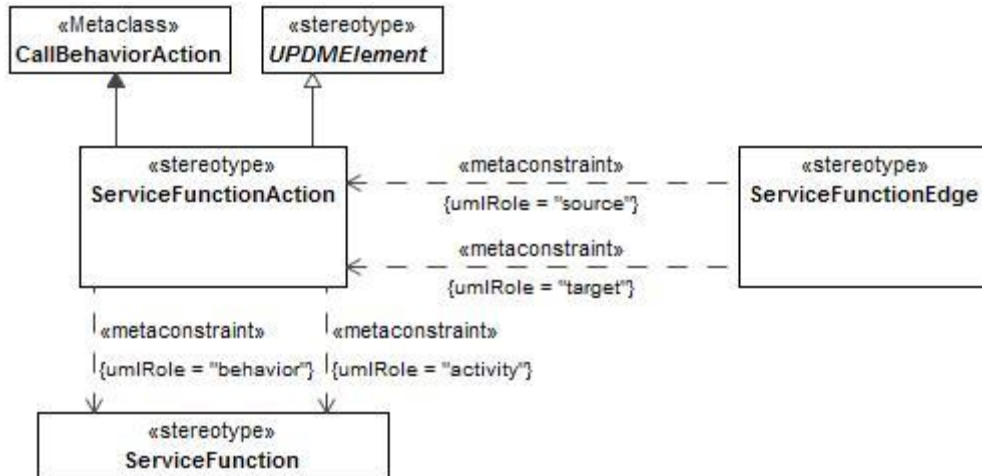 «Metaclass»
CallBehaviorAction
«stereotype»
UPDMElement
«stereotype»
ServiceFunctionAction
«metaconstraint»
{umlRole = "source"}
«metaconstraint»
{umlRole = "target"}
«stereotype»
ServiceFunctionEdge
«metaconstraint»
{umlRole = "behavior"}
«metaconstraint»
{umlRole = "activity"}
«stereotype»
ServiceFunction